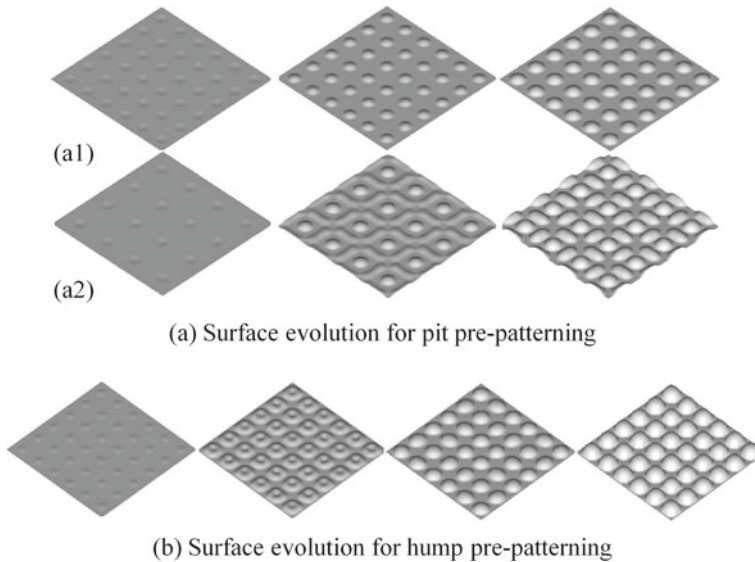 (a1)
(a2)
(a) Surface evolution for pit pre-patterning
(b) Surface evolution for hump pre-patterning